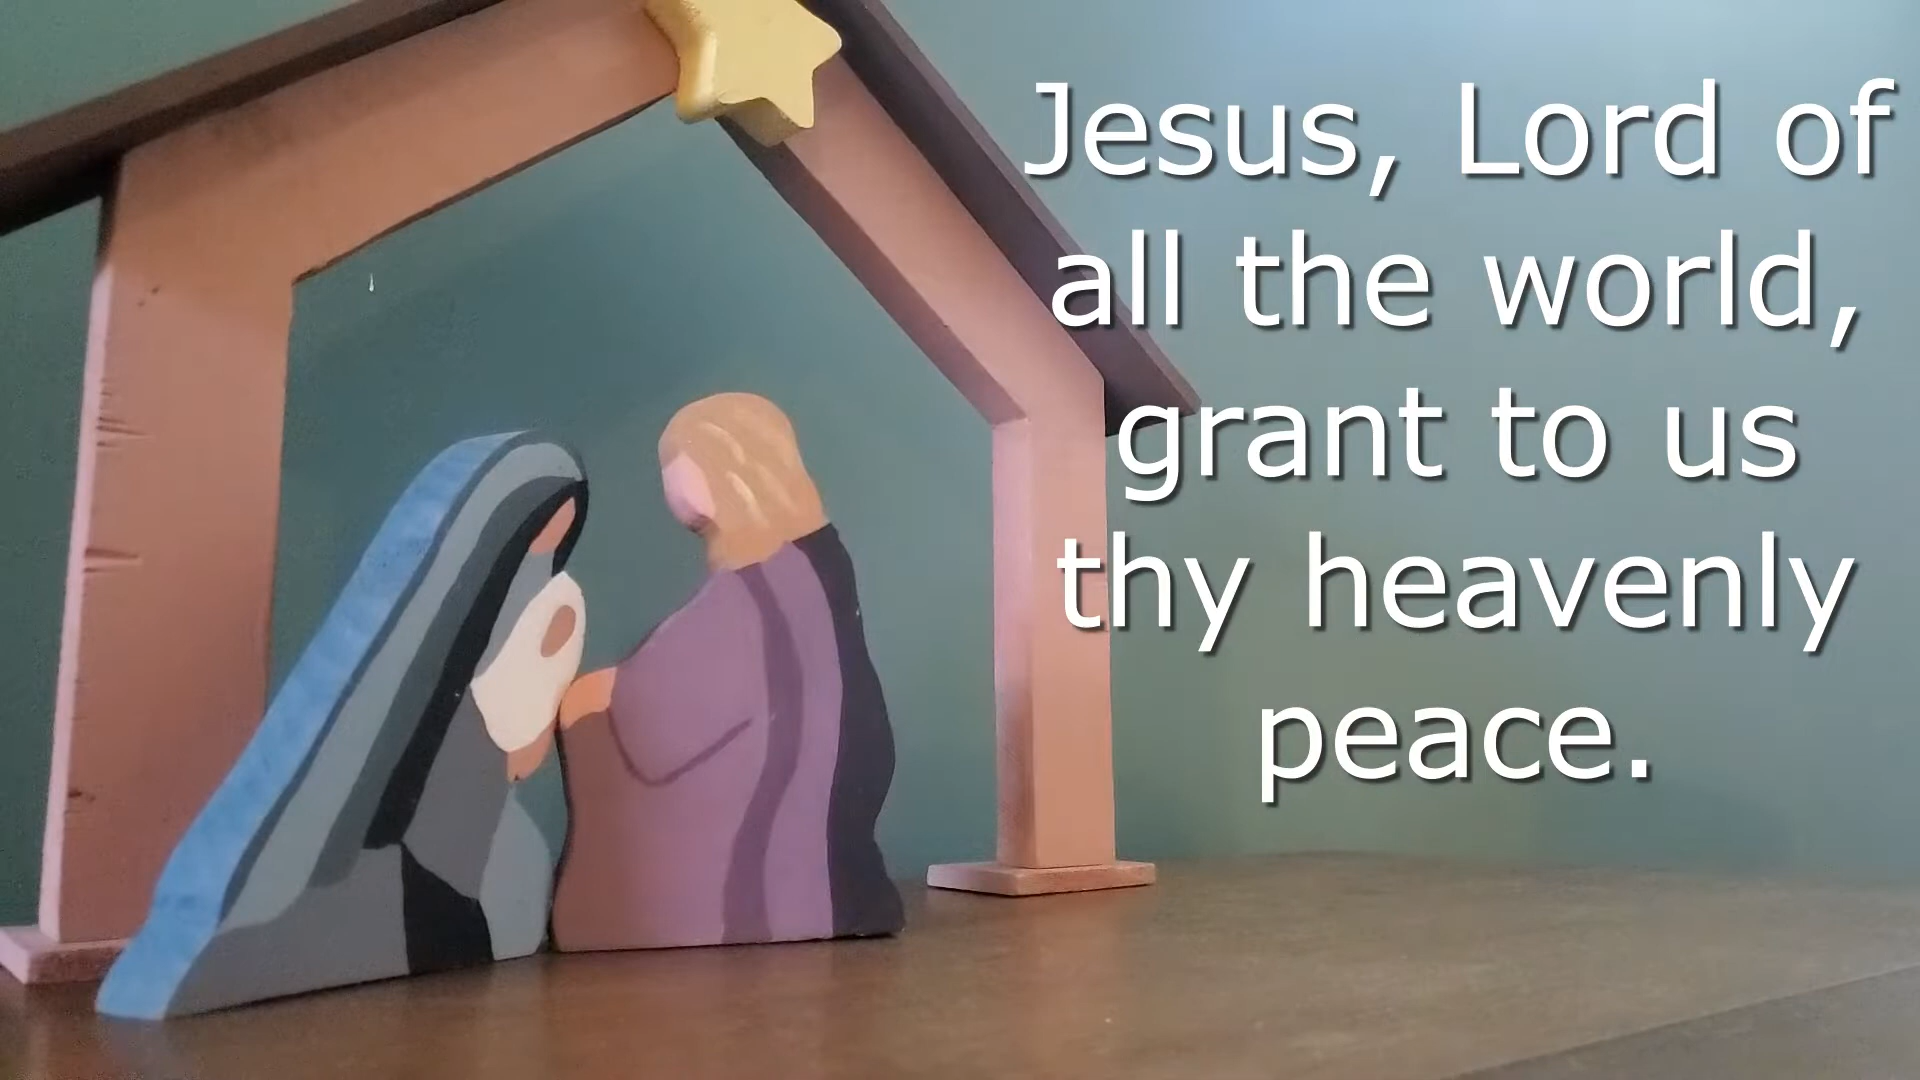 Jesus, Lord of
all the world,
grant to us
thy heavenly
peace.